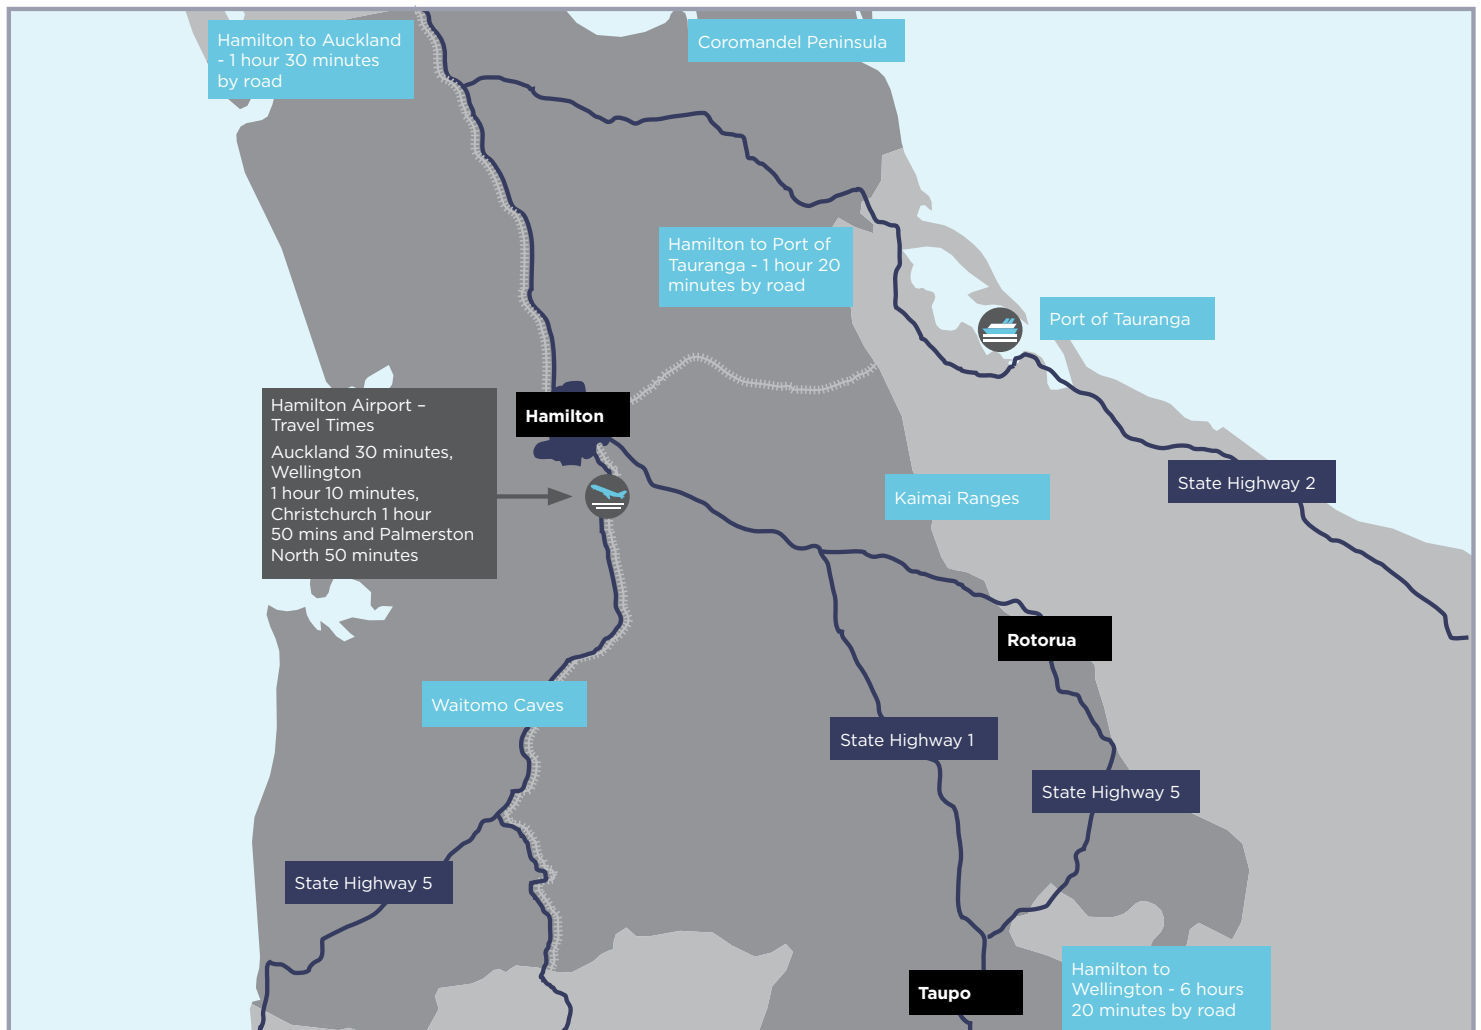 Hamilton to Auckland
- 1 hour 30 minutes
by road
Coromandel Peninsula
Hamilton to Port of
Tauranga - 1 hour 20
minutes by road
Port of Tauranga
Hamilton Airport –
Travel Times
Auckland 30 minutes,
Wellington
1 hour 10 minutes,
Christchurch 1 hour
50 mins and Palmerston
North 50 minutes
Hamilton
State Highway 2
Kaimai Ranges
Rotorua
Waitomo Caves
State Highway 1
State Highway 5
State Highway 5
Taupo
Hamilton to
Wellington - 6 hours
20 minutes by road